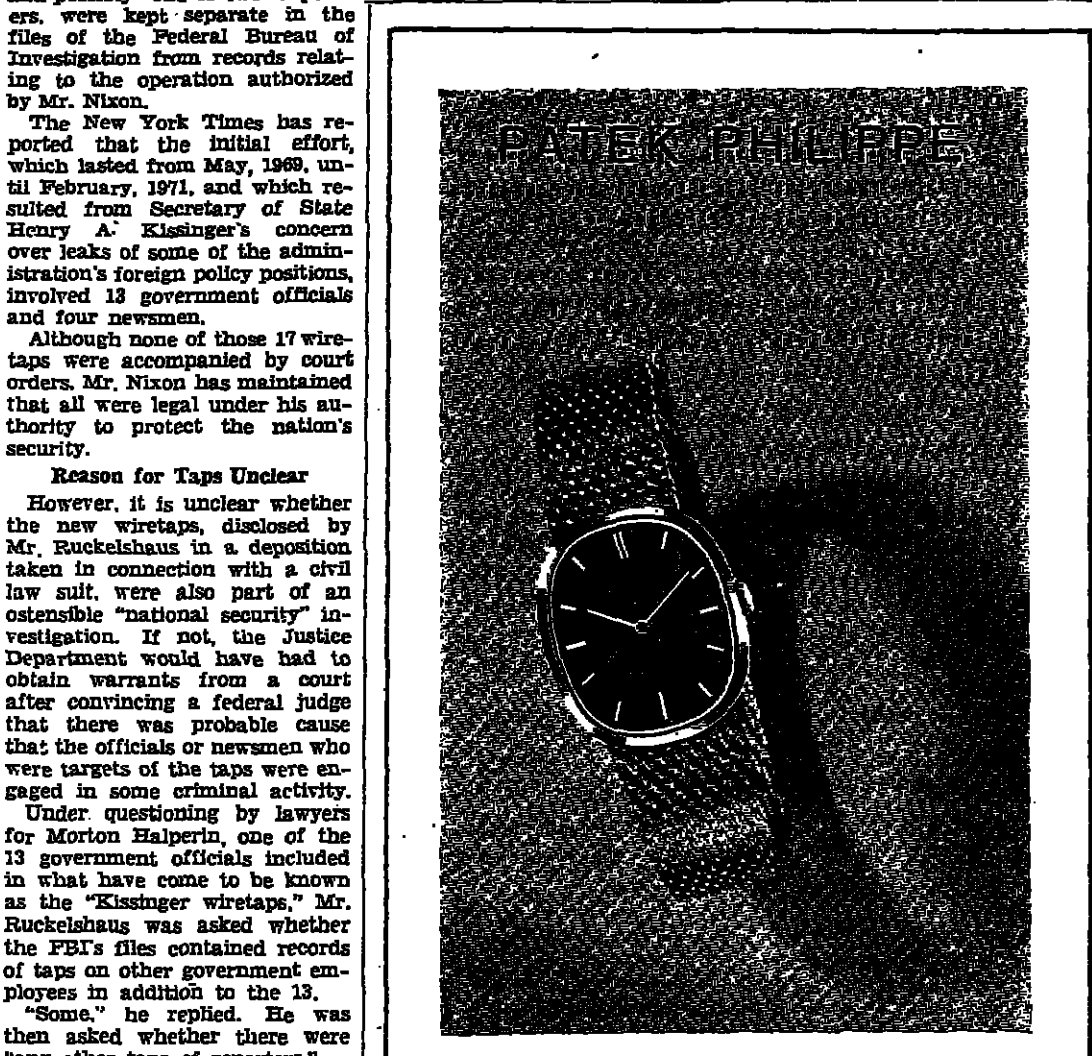 ers, were kept separate in the
files of the Federal Bureau of
Investigation from records relat-
ing to the operation authorized
by Mr. Nixon.
The New York Times has re-
ported that the initial effort,
which lasted from May, 1969, un-
til February, 1971, and which re-
sulted from Secretary of State
Henry A. Kissinger's concern
over leaks of some of the admin-
istration's foreign policy positions,
involved 13 government officials
and four newsmen.
Although none of those 17 wire-
taps were accompanied by court
orders, Mr. Nixon has maintained
that all were legal under his au-
thority to protect the nation's
security.
Reason for Taps Unclear
However, it is unclear whether
the new wiretaps, disclosed by
Mr. Ruckelshaus in a deposition
taken in connection with a civil
law suit, were also part of an
ostensible "national security" in-
vestigation. If not, the Justice
Department would have had to
obtain warrants from a court
after convincing a federal judge
that there was probable cause
that the officials or newsmen who
were targets of the taps were en-
gaged in some criminal activity.
Under questioning by lawyers
for Morton Halperin, one of the
13 government officials included
in what have come to be known
as the "Kissinger wiretaps," Mr.
Ruckelshaus was asked whether
the FBI's files contained records
of taps on other government em-
ployees in addition to the 13.
"Some," he replied. He was
then asked whether there were
PATEK PHILIPPE